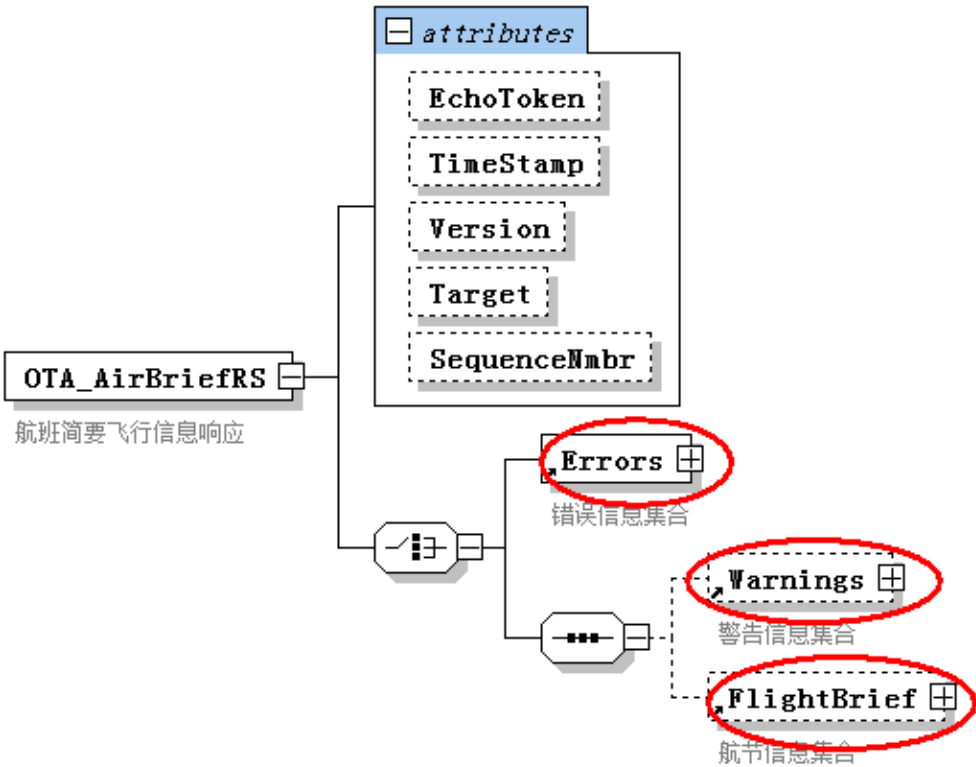 attributes
EchoToken
TimeStamp
Version
Target
SequenceNmbr
OTA_AirBriefRS
航班简要飞行信息响应
Errors
错误信息集合
Warnings
警告信息集合
FlightBrief
航节信息集合